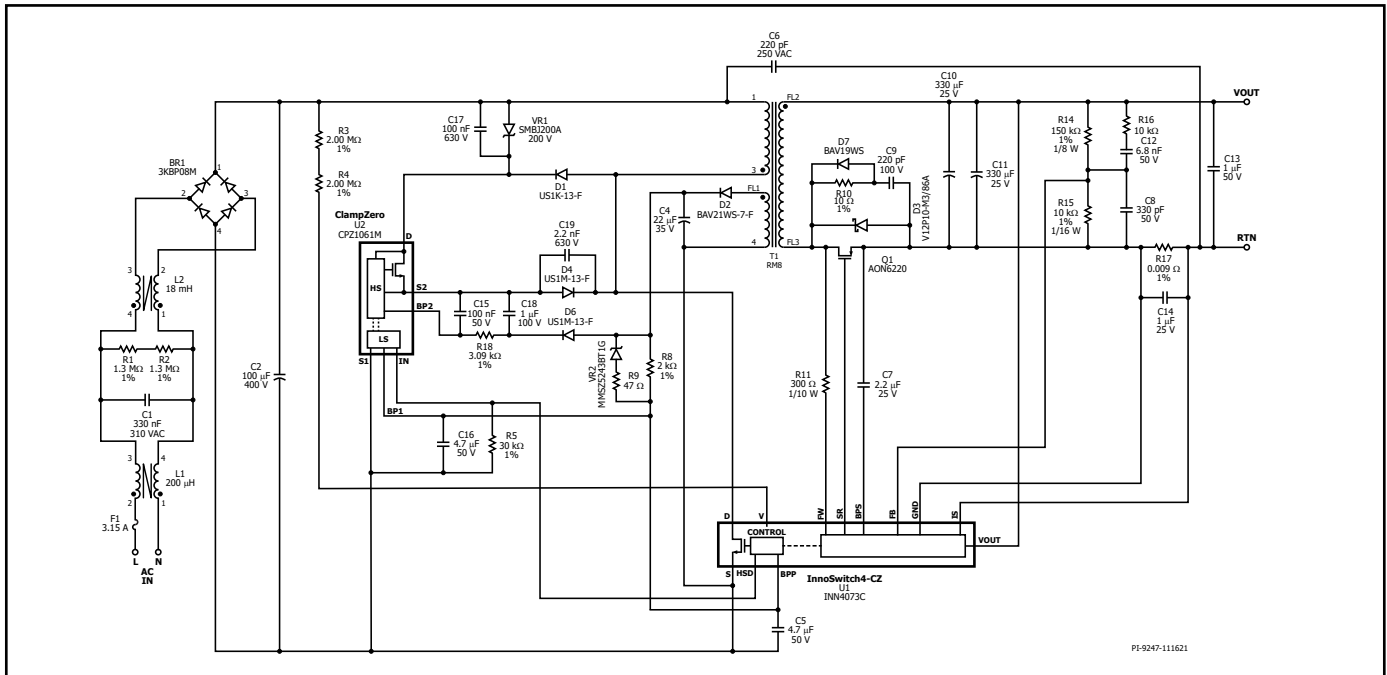 C6
220 pF
250 VAC
C10
330 µF
25 V
VOUT
1
FL2
R3
2.00 MΩ
1%
C17
100 nF
630 V
VR1
SMBJ200A
200 V
R14
150 kΩ
1%
1/8 W
R16
10 kΩ
C12
6.8 nF
50 V
D7
BAV19WS
C9
220 pF
100 V
BR1
3KBP08M
1
2
3
4
R4
2.00 MΩ
1%
3
D1
US1K-13-F
FL1
D2
BAV21WS-7-F
R10
10 Ω
1%
D3
V12P10-M3/86A
C11
330 µF
25 V
C13
1 µF
50 V
ClampZero
U2
CPZ1061M
D
C4
22 µF
35 V
R15
10 kΩ
1%
1/16 W
C8
330 pF
50 V
C19
2.2 nF
630 V
4
FL3
T1
RM8
Q1
AON6220
RTN
R17
0.009 Ω
1%
HS
D4
US1M-13-F
3
2
L2
18 mH
4
1
S2
BP2
C15
100 nF
50 V
C18
1 µF
100 V
D6
US1M-13-F
C14
1 µF
25 V
LS
R18
3.09 kΩ
1%
S1
IN
R1
1.3 MΩ
1%
R2
1.3 MΩ
1%
C2
100 µF
400 V
VR2
MMSZ5243BT1G
R9
47 Ω
R8
2 kΩ
1%
R11
300 Ω
1/10 W
C7
2.2 µF
25 V
C1
330 nF
310 VAC
BP1
C16
4.7 µF
50 V
R5
30 kΩ
1%
3
4
L1
200 µH
2
1
F1
3.15 A
D
V
FW
SR
BPS
FB
GND
IS
CONTROL
VOUT
L
N
AC
IN
S
HSD
BPP
InnoSwitch4-CZ
U1
INN4073C
C5
4.7 µF
50 V
PI-9247-111621